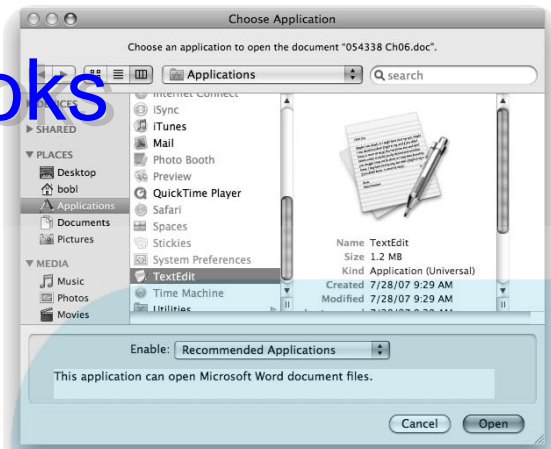 Choose Application
Choose an application to open the document "054338 Ch06.doc".
Applications
search
SHARED
PLACES
Desktop
bobl
Applications
Documents
Pictures
MEDIA
Music
Photos
Movies
Internet Connect
iSync
iTunes
Mail
Photo Booth
Preview
QuickTime Player
Safari
Spaces
Stickies
System Preferences
TextEdit
Time Machine
Utilities
Name TextEdit
Size 1.2 MB
Kind Application (Universal)
Created 7/28/07 9:29 AM
Modified 7/28/07 9:29 AM
Enable: Recommended Applications
This application can open Microsoft Word document files.
Cancel
Open